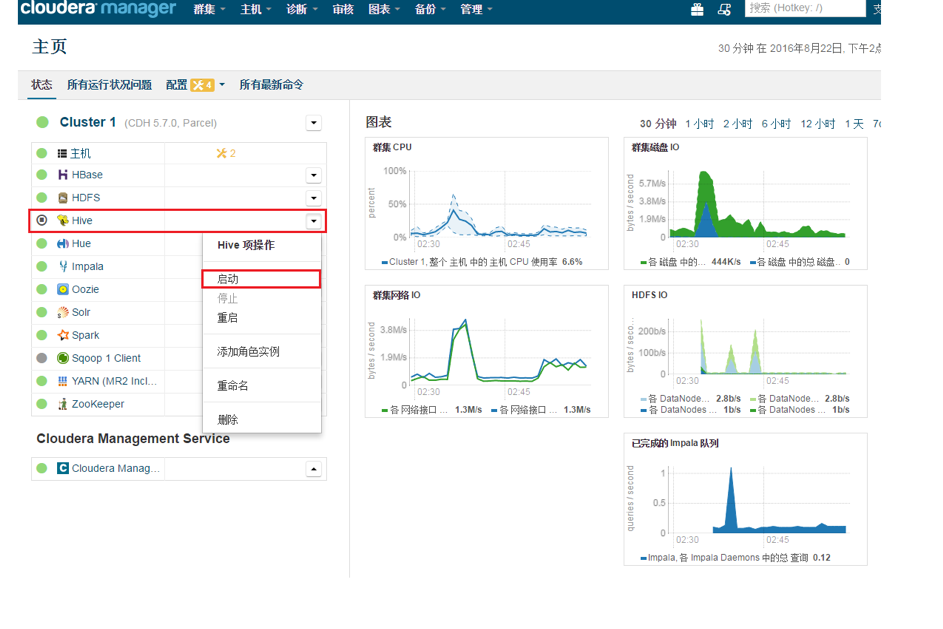 cloudera manager 群集 主机 诊断 审核 图表 备份 管理 搜索 (Hotkey: /)
主页 30 分钟 在 2016年8月22日, 下午2
状态 所有运行状况问题 配置 4 所有最新命令
Cluster 1 (CDH 5.7.0, Parcel)
主机 2
HBase
HDFS
Hive
Hue
Impala
Oozie
Solr
Spark
Sqoop 1 Client
YARN (MR2 Incl...
ZooKeeper
Hive 项操作
启动
停止
重启
添加角色实例
重命名
删除
Cloudera Management Service
Cloudera Manag...
图表 30 分钟 1 小时 2 小时 6 小时 12 小时 1 天
群集 CPU
percent
100%
50%
0%
02:30 02:45
Cluster 1, 整个 主机 中的 主机 CPU 使用率 6.6%
群集磁盘 IO
bytes / second
5.7M/s
3.8M/s
1.9M/s
0
02:30 02:45
各 磁盘 中的... 444K/s 各 磁盘 中的总 磁盘... 0
群集网络 IO
bytes / second
3.8M/s
1.9M/s
0
02:30 02:45
各 网络接口 ... 1.3M/s 各 网络接口 ... 1.3M/s
HDFS IO
bytes / seco...
200b/s
100b/s
0
02:30 02:45
各 DataNode... 2.8b/s 各 DataNode... 2.8b/s
各 DataNodes ... 1b/s 各 DataNodes ... 1b/s
已完成的 Impala 队列
queries / second
1
0.5
0
02:30 02:45
Impala, 各 Impala Daemons 中的总 查询 0.12